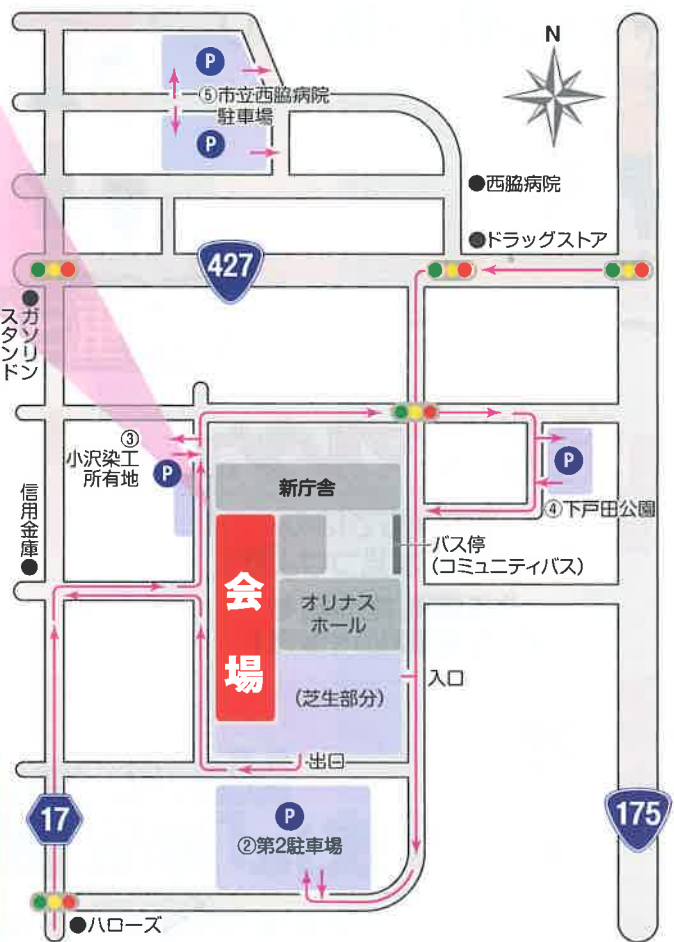 N
P
⑤市立西脇病院
駐車場
P
●西脇病院
●ドラッグストア
427
●ガソリン
スタンド
③
小沢染工
所有地
P
新庁舎
P
④下戸田公園
信用金庫●
バス停
(コミュニティバス)
会場
オリナス
ホール
入口
(芝生部分)
出口
17
P
②第2駐車場
175
●ハローズ